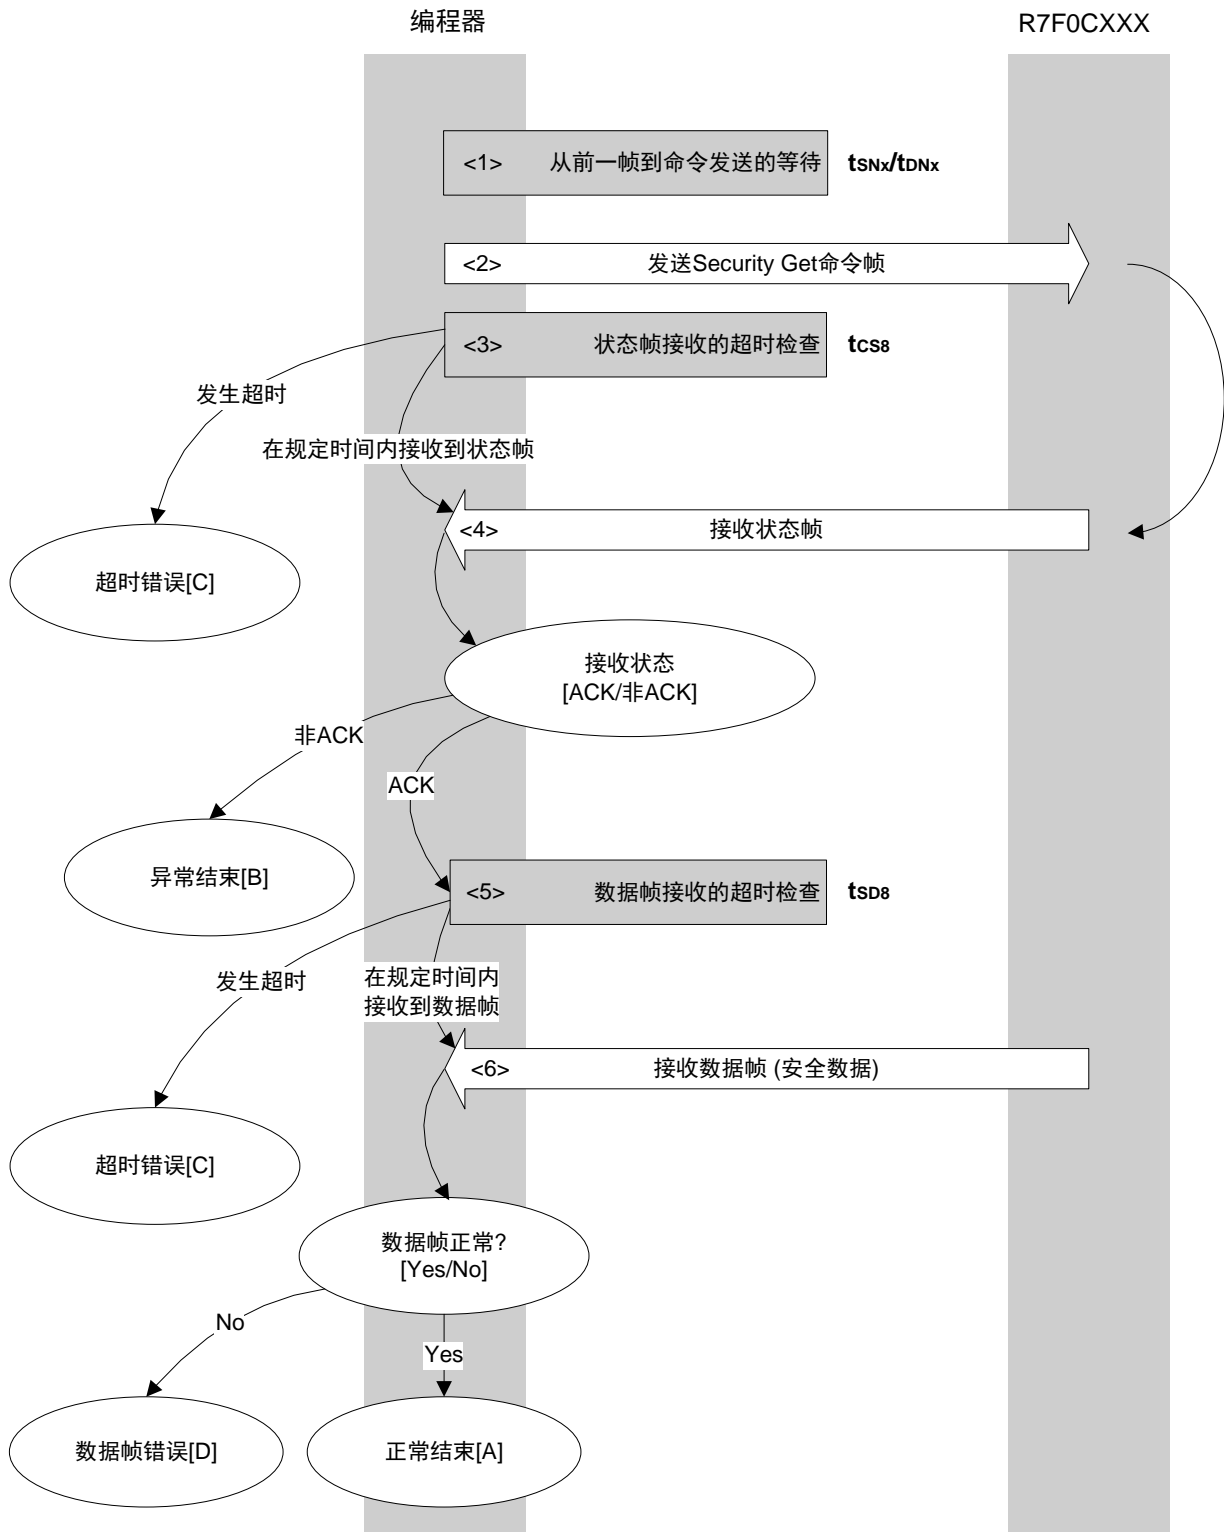 编程器
R7F0CXXX
<1> 从前一帧到命令发送的等待 tSNx/tDNx
<2> 发送Security Get命令帧
<3> 状态帧接收的超时检查 tCS8
发生超时
在规定时间内接收到状态帧
<4> 接收状态帧
超时错误[C]
接收状态
[ACK/非ACK]
非ACK
ACK
异常结束[B]
<5> 数据帧接收的超时检查 tSD8
发生超时
在规定时间内
接收到数据帧
<6> 接收数据帧 (安全数据)
超时错误[C]
数据帧正常?
[Yes/No]
No
Yes
数据帧错误[D]
正常结束[A]